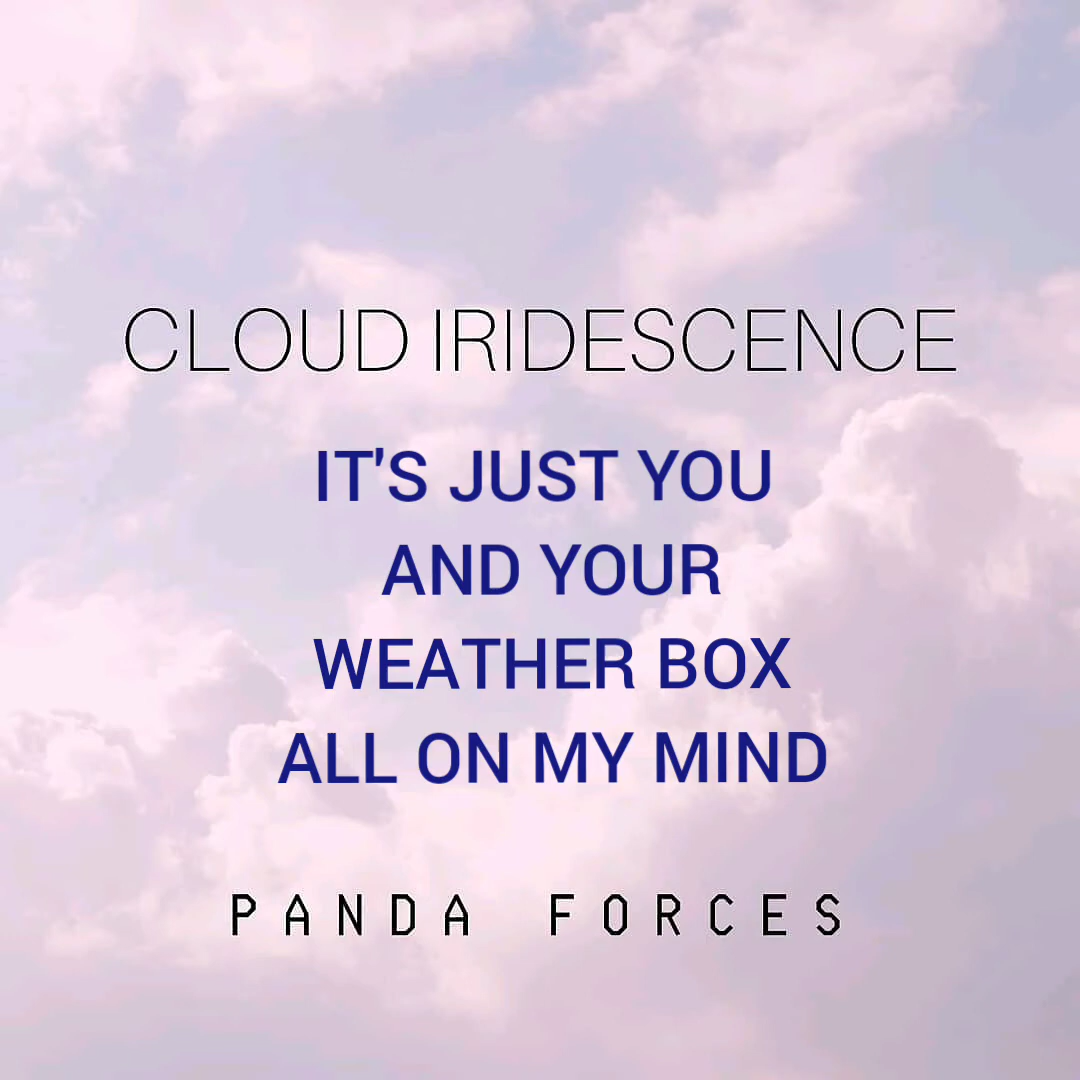 CLOUD IRIDESCENCE
IT'S JUST YOU
AND YOUR
WEATHER BOX
ALL ON MY MIND
PANDA FORCES